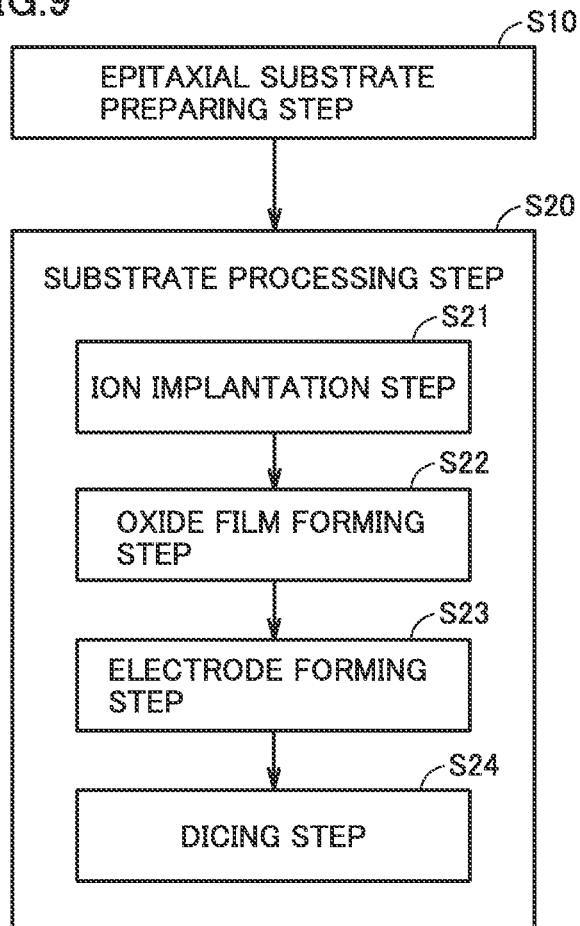 FIG.9
S10
EPITAXIAL SUBSTRATE
PREPARING STEP
S20
SUBSTRATE PROCESSING STEP
S21
ION IMPLANTATION STEP
S22
OXIDE FILM FORMING
STEP
S23
ELECTRODE FORMING
STEP
S24
DICING STEP